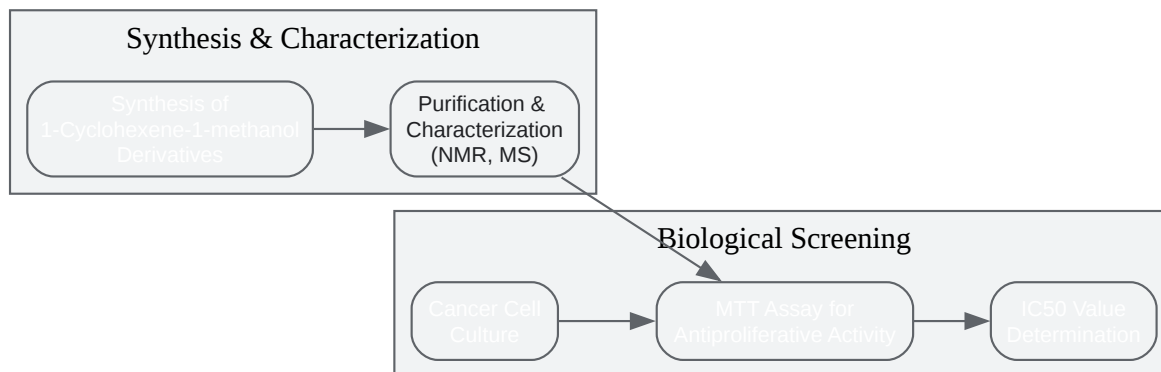 Synthesis & Characterization
Synthesis of
1-Cyclohexene-1-methanol
Derivatives
Purification &
Characterization
(NMR, MS)
Biological Screening
Cancer Cell
Culture
MTT Assay for
Antiproliferative Activity
IC50 Value
Determination